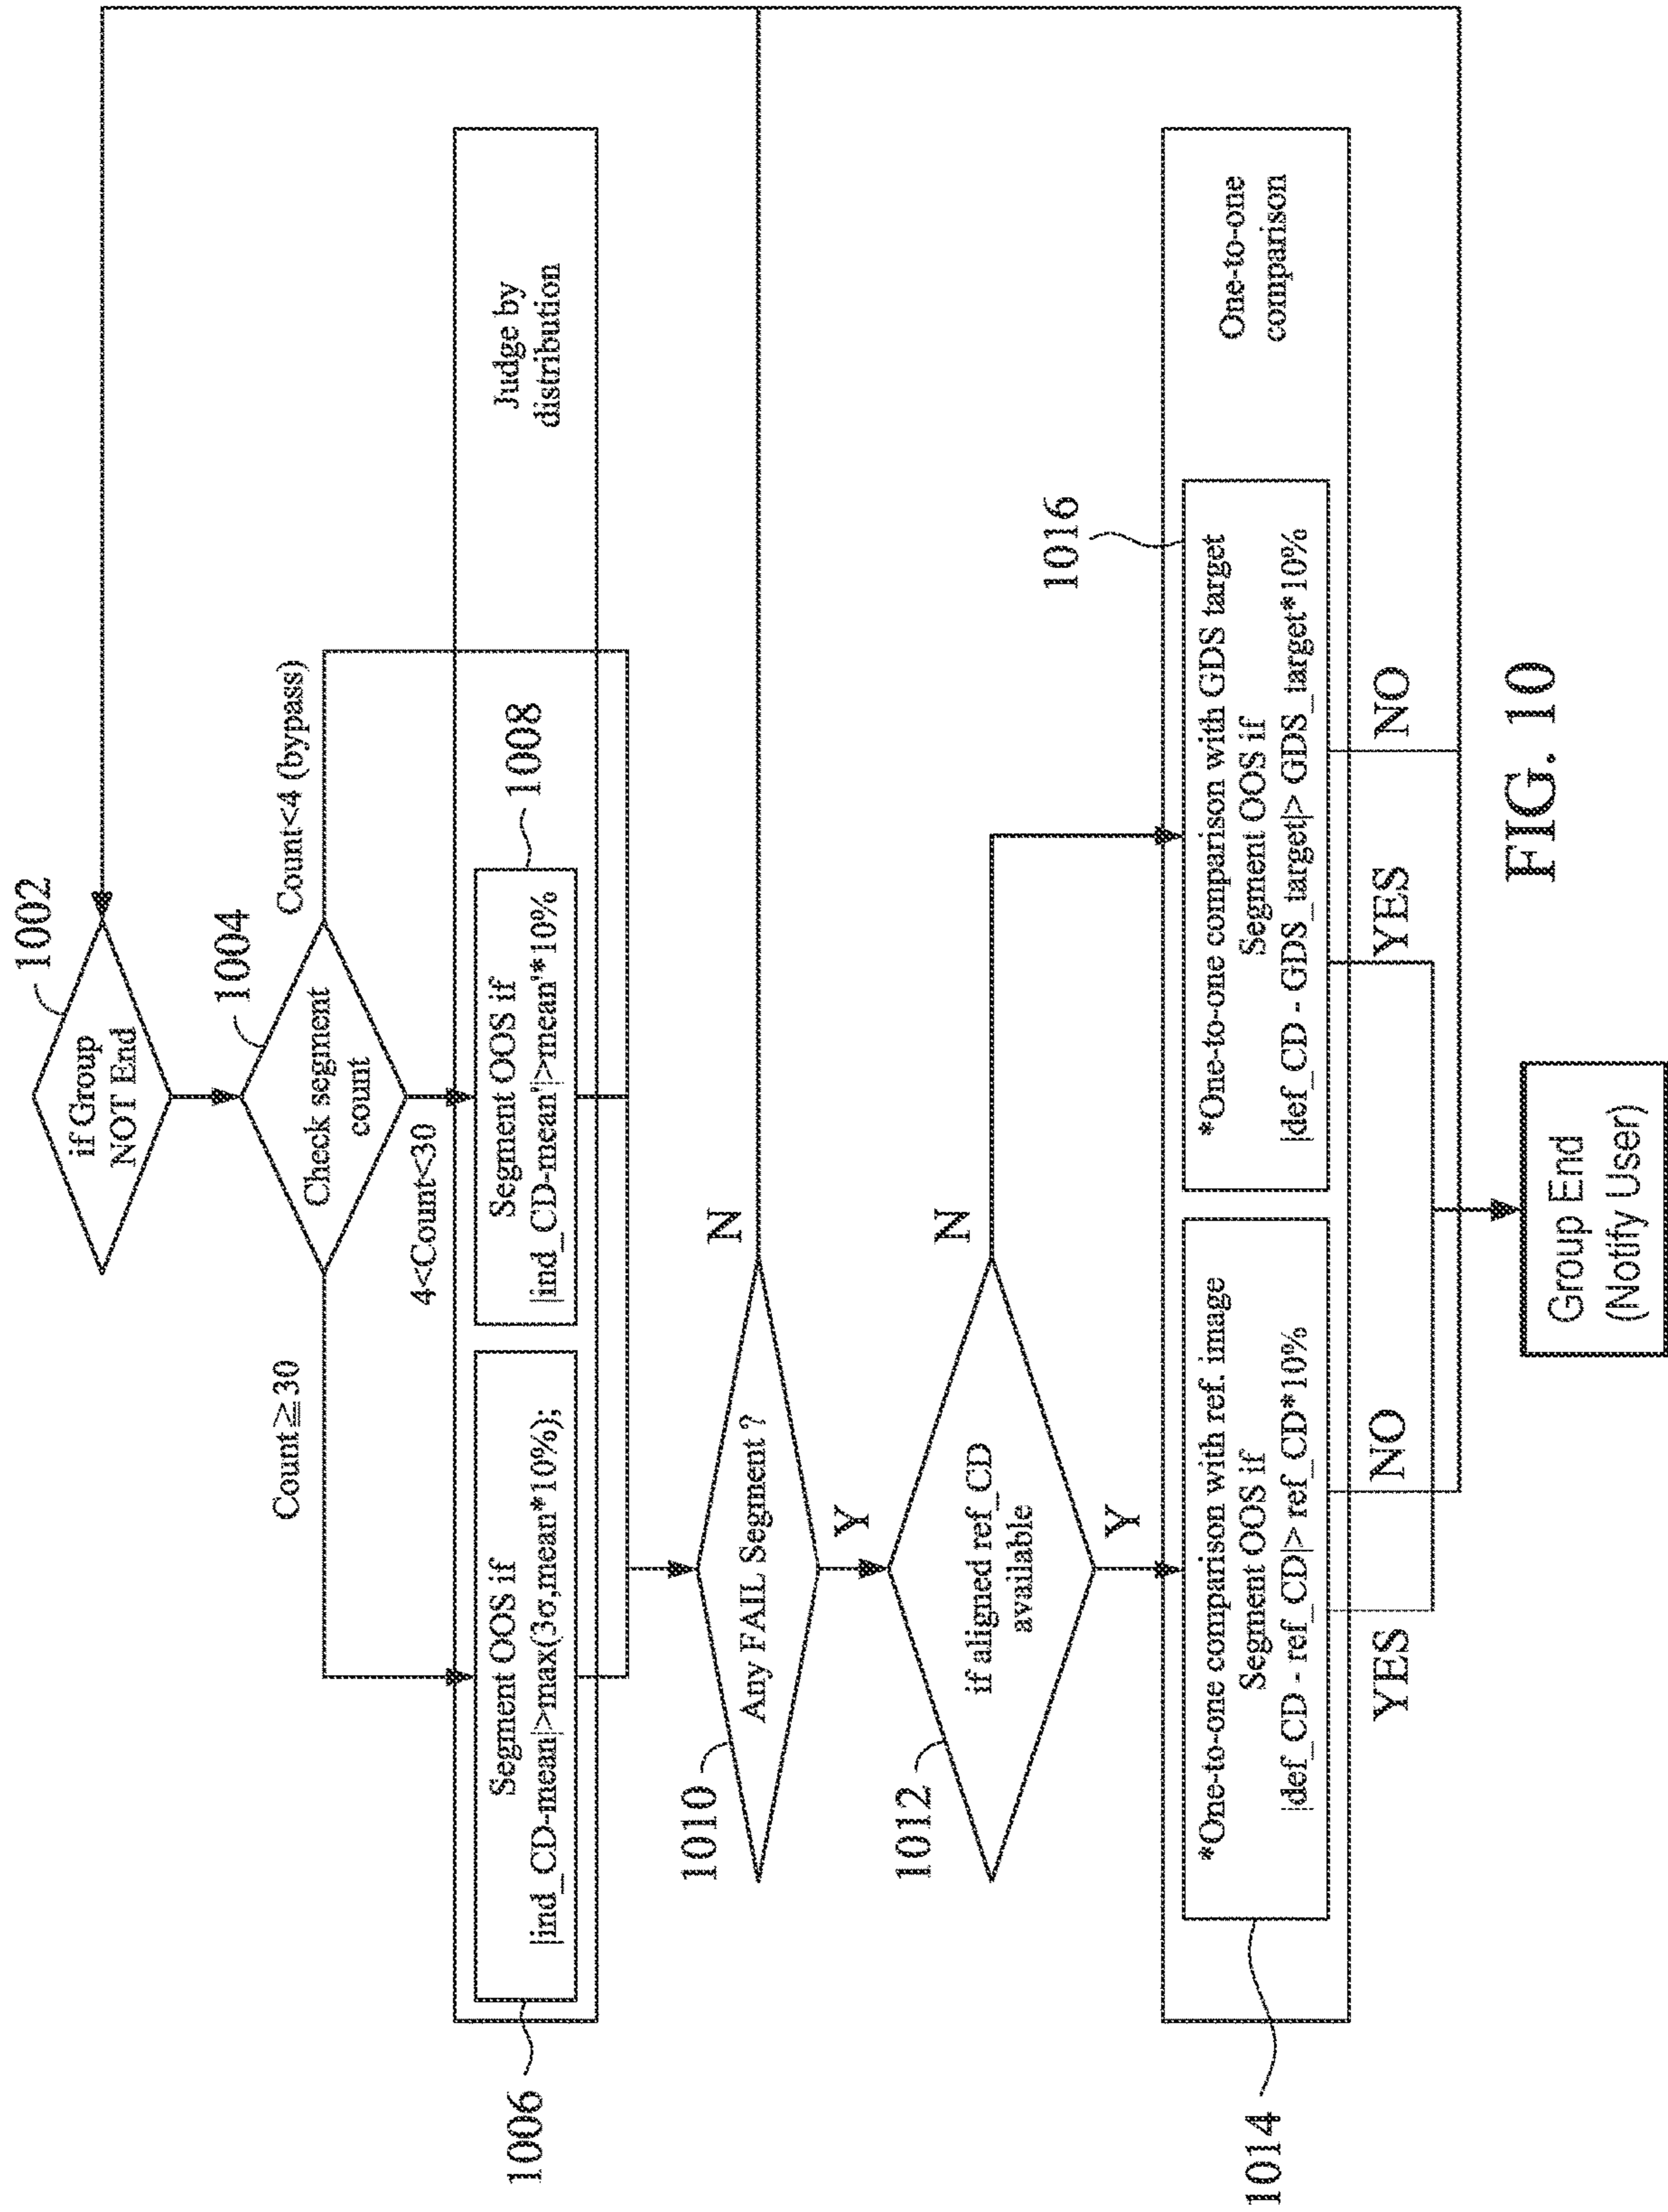 1002
if Group
NOT End
1004
Check segment
count
Count≧30
4<Count<30
Count<4 (bypass)
1006
Segment OOS if
|ind_CD-mean|>max(3σ,mean*10%);
1008
Segment OOS if
|ind_CD-mean'|>mean'*10%
Judge by
distribution
1010
Any FAIL Segment ?
N
Y
1012
if aligned ref_CD
available
N
Y
1014
*One-to-one comparison with ref. image
Segment OOS if
|def_CD - ref_CD|> ref_CD*10%
1016
*One-to-one comparison with GDS target
Segment OOS if
|def_CD - GDS_target|> GDS_target*10%
One-to-one
comparison
YES
NO
YES
NO
Group End
(Notify User)
FIG. 10